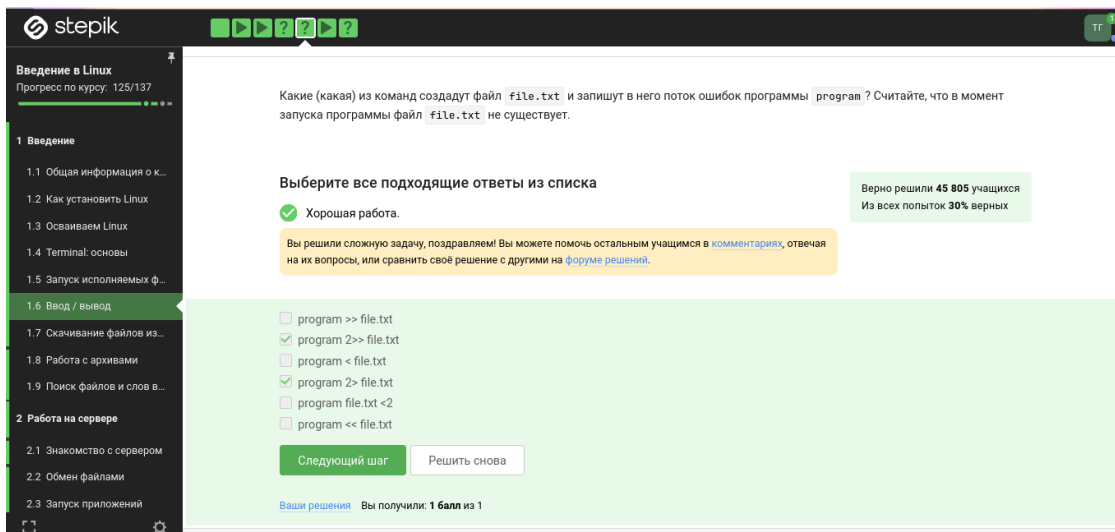 stepik
? ? ?
ТГ
1
Введение в Linux
Прогресс по курсу: 125/137
1 Введение
1.1 Общая информация о к...
1.2 Как установить Linux
1.3 Осваиваем Linux
1.4 Terminal: основы
1.5 Запуск исполняемых ф...
1.6 Ввод / вывод
1.7 Скачивание файлов из...
1.8 Работа с архивами
1.9 Поиск файлов и слов в...
2 Работа на сервере
2.1 Знакомство с сервером
2.2 Обмен файлами
2.3 Запуск приложений
Какие (какая) из команд создадут файл file.txt и запишут в него поток ошибок программы program ? Считайте, что в момент
запуска программы файл file.txt не существует.
Выберите все подходящие ответы из списка
Хорошая работа.
Вы решили сложную задачу, поздравляем! Вы можете помочь остальным учащимся в комментариях, отвечая
на их вопросы, или сравнить своё решение с другими на форуме решений.
Верно решили 45 805 учащихся
Из всех попыток 30% верных
program >> file.txt
program 2>> file.txt
program < file.txt
program 2> file.txt
program file.txt <2
program << file.txt
Следующий шаг
Решить снова
Ваши решения Вы получили: 1 балл из 1